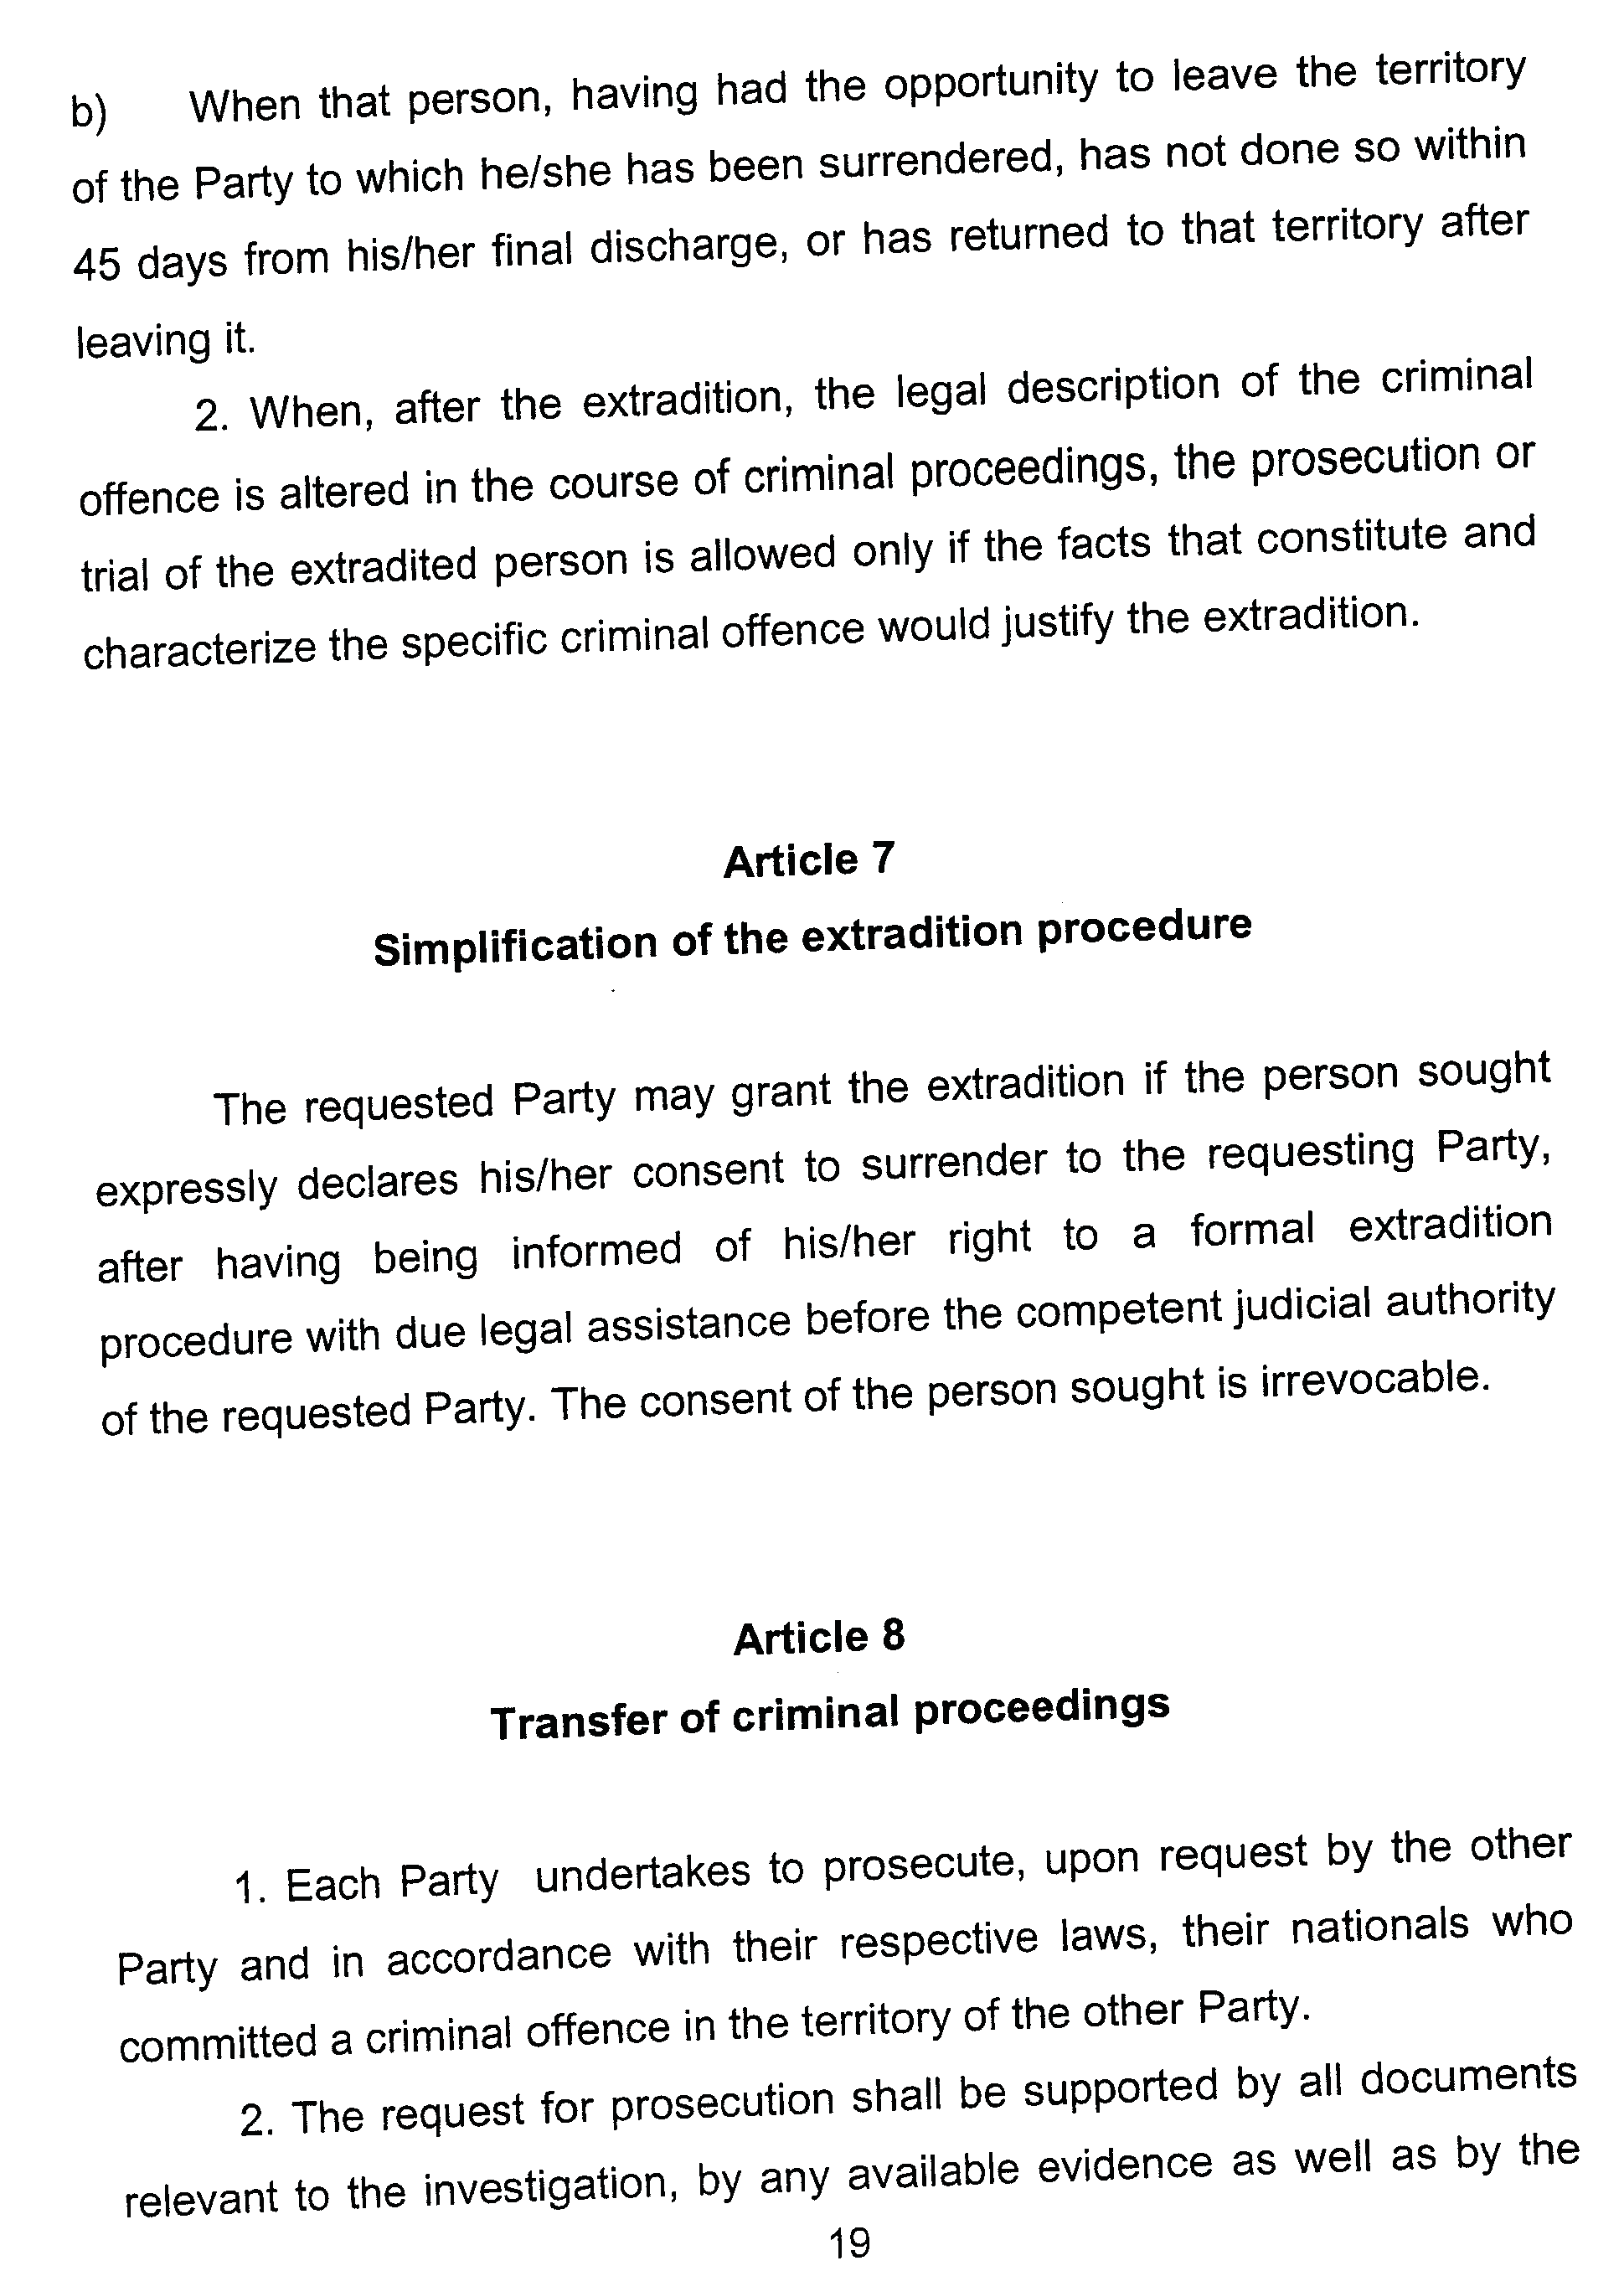 b) When that person, having had the opportunity to leave the territory
of the Party to which he/she has been surrendered, has not done so within
45 days from his/her final discharge, or has returned to that territory after
leaving it.
2. When, after the extradition, the legal description of the criminal
offence is altered in the course of criminal proceedings, the prosecution or
trial of the extradited person is allowed only if the facts that constitute and
characterize the specific criminal offence would justify the extradition.
Article 7
Simplification of the extradition procedure
The requested Party may grant the extradition if the person sought
expressly declares his/her consent to surrender to the requesting Party,
after having being informed of his/her right to a formal extradition
procedure with due legal assistance before the competent judicial authority
of the requested Party. The consent of the person sought is irrevocable.
Article 8
Transfer of criminal proceedings
1. Each Party undertakes to prosecute, upon request by the other
Party and in accordance with their respective laws, their nationals who
committed a criminal offence in the territory of the other Party.
2. The request for prosecution shall be supported by all documents
relevant to the investigation, by any available evidence as well as by the
19